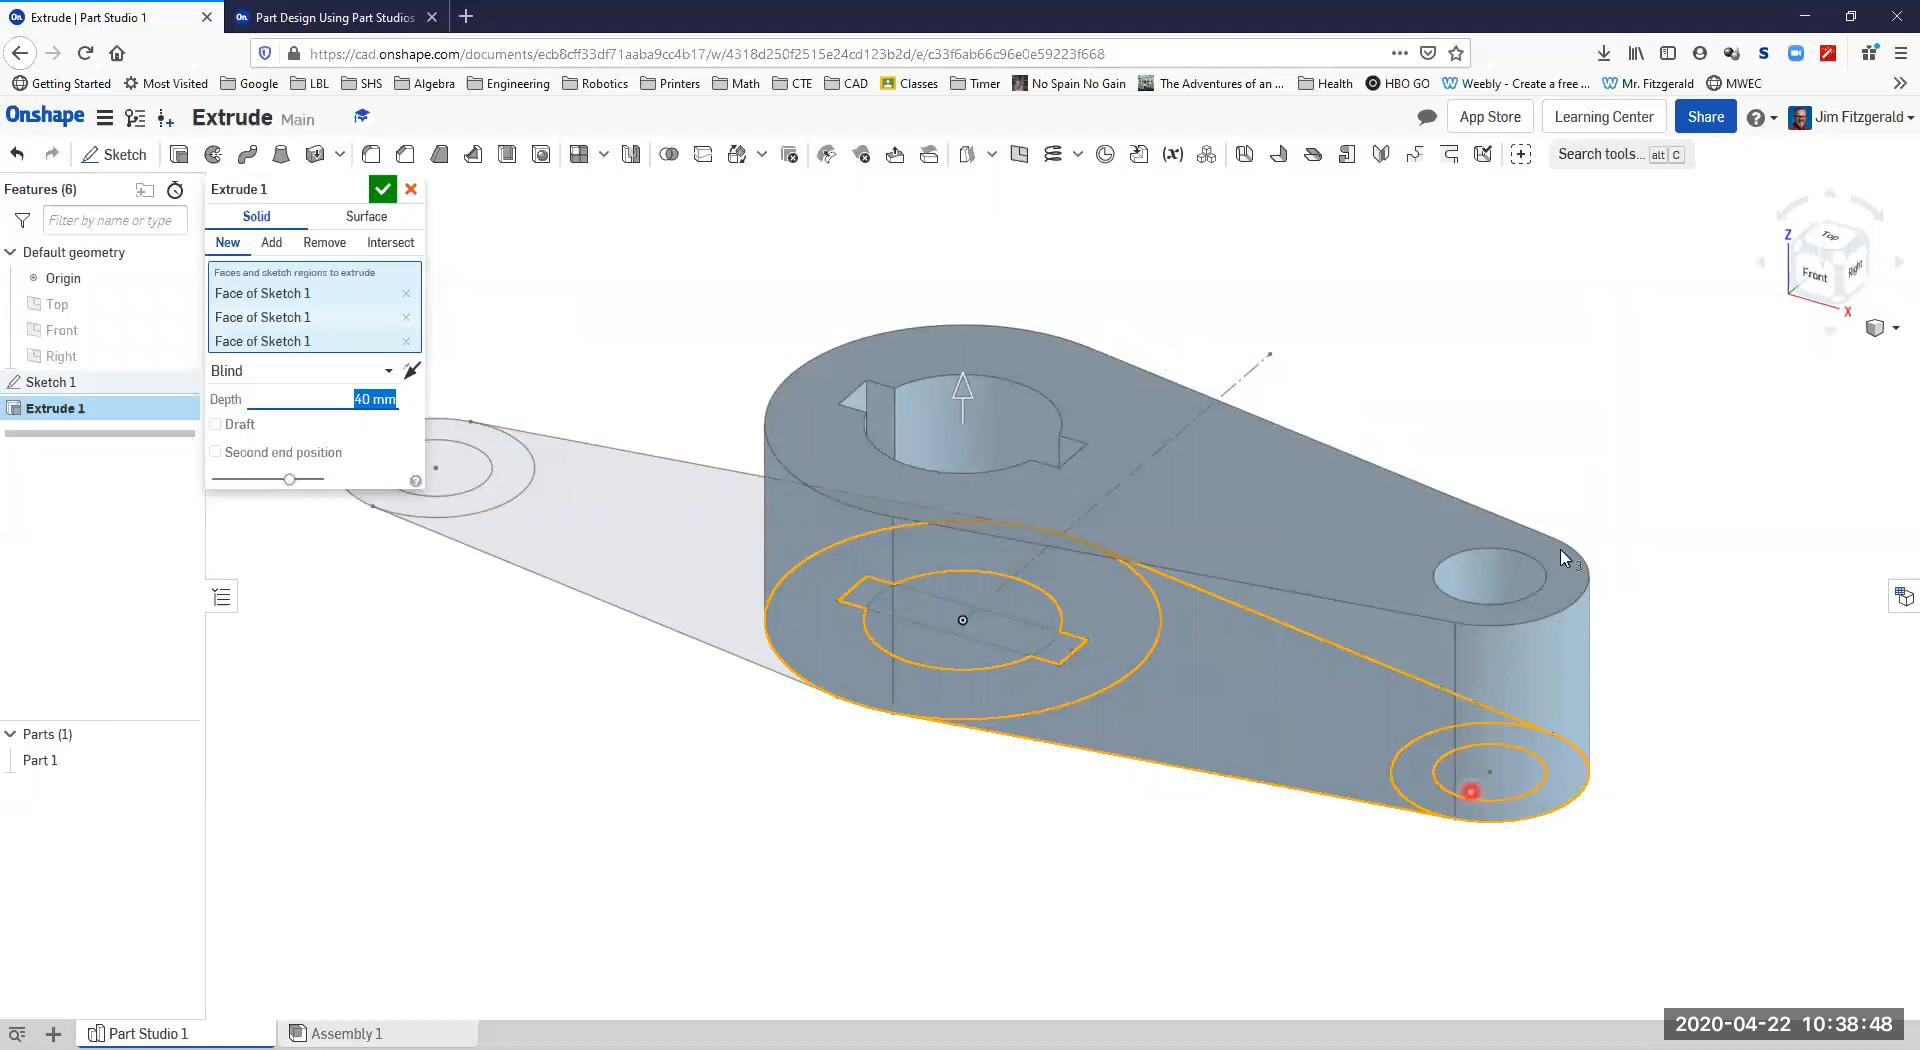 Extrude | Part Studio 1
Part Design Using Part Studios
https://cad.onshape.com/documents/ecb8cff33df71aaba9cc4b17/w/4318d250f2515e24cd123b2d/e/c33f6ab66c96e0e59223f668
Getting Started Most Visited Google LBL SHS Algebra Engineering Robotics Printers Math CTE CAD Classes Timer No Spain No Gain The Adventures of an ... Health HBO GO Weebly - Create a free ... Mr. Fitzgerald MWEC
Onshape Extrude Main App Store Learning Center Share Jim Fitzgerald
Sketch Search tools... alt C
Features (6)
Filter by name or type
Default geometry
Origin
Top
Front
Right
Sketch 1
Extrude 1
Parts (1)
Part 1
Extrude 1
Solid Surface
New Add Remove Intersect
Faces and sketch regions to extrude
Face of Sketch 1
Face of Sketch 1
Face of Sketch 1
Blind
Depth 40 mm
Draft
Second end position
Z
Top
Front
Right
X
3
Part Studio 1
Assembly 1
2020-04-22 10:38:48